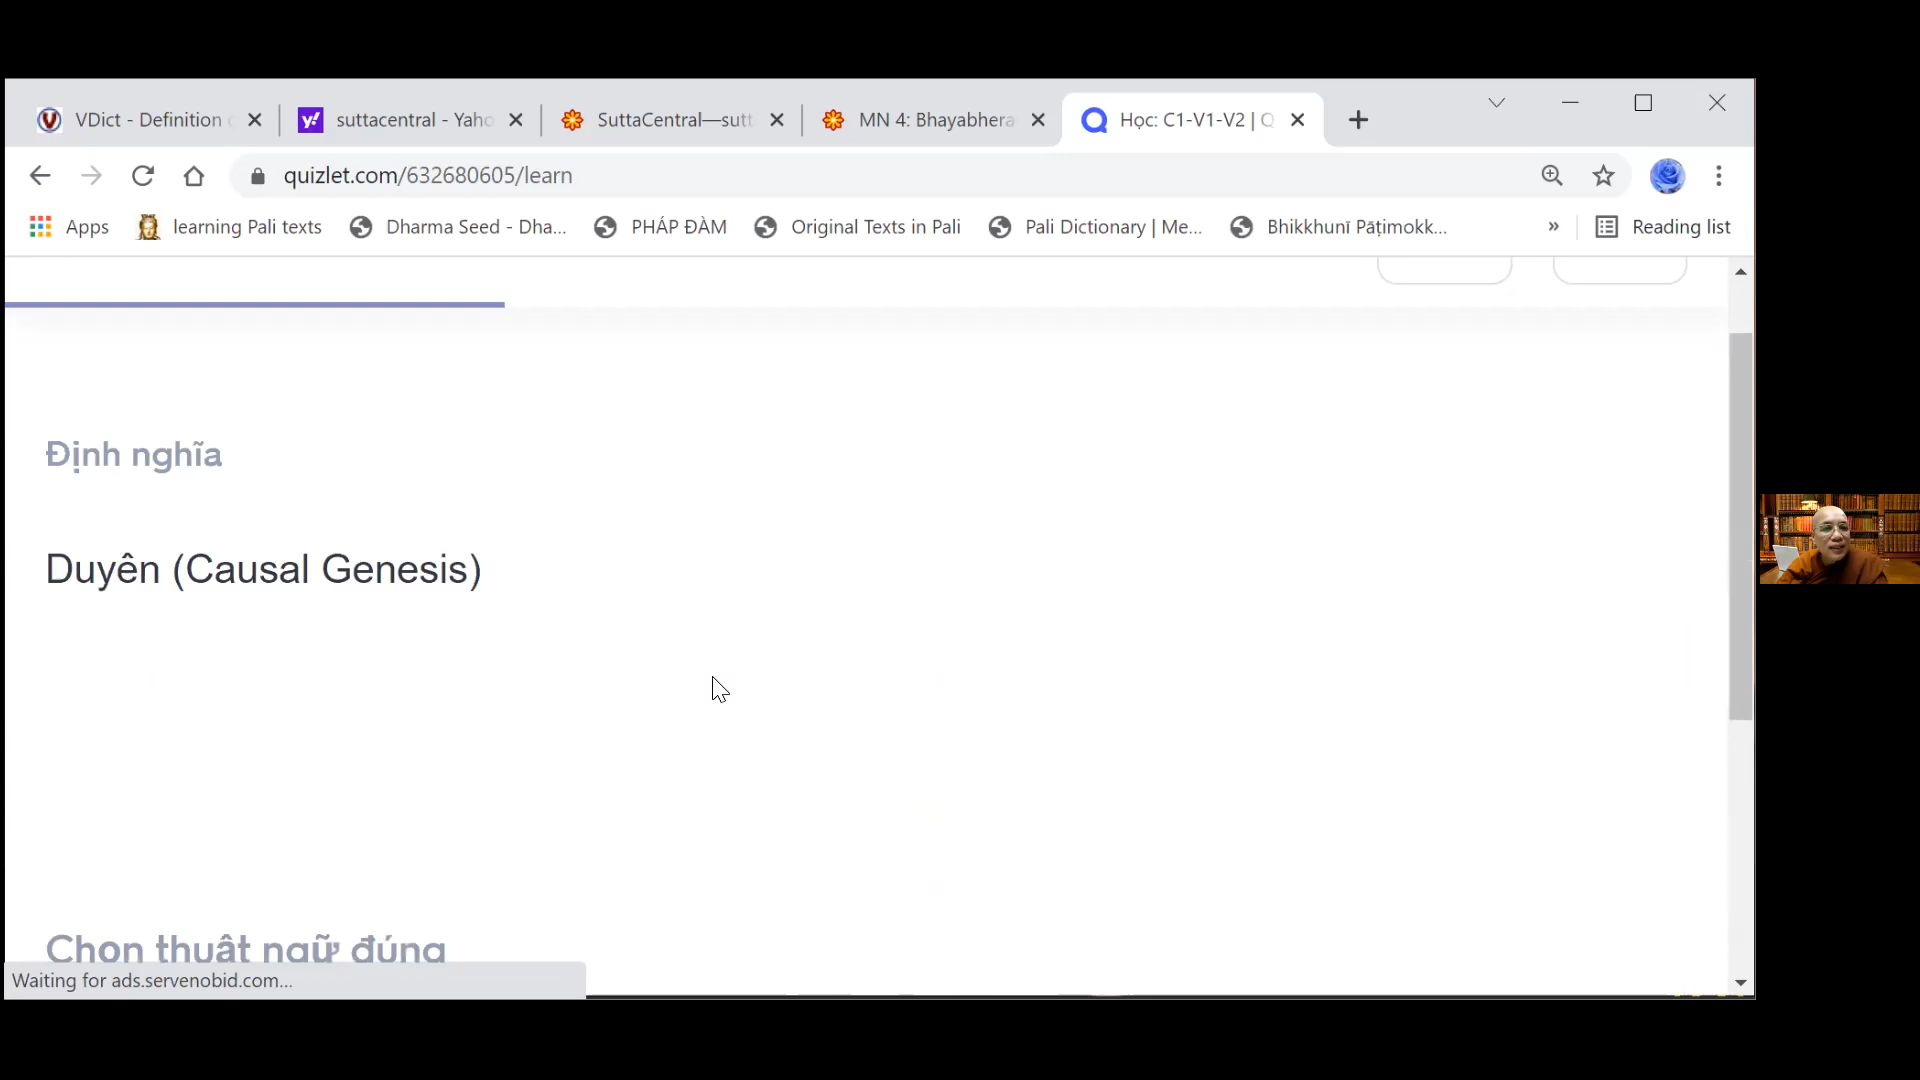 VDict - Definition
suttacentral - Yaho
SuttaCentral—sutt
MN 4: Bhayabhera
Học: C1-V1-V2 | Q
quizlet.com/632680605/learn
Apps
learning Pali texts
Dharma Seed - Dha...
PHÁP ĐÀM
Original Texts in Pali
Pali Dictionary | Me...
Bhikkhunī Pāṭimokk...
»
Reading list
Định nghĩa
Duyên (Causal Genesis)
Chọn thuật ngữ đúng
Waiting for ads.servenobid.com...